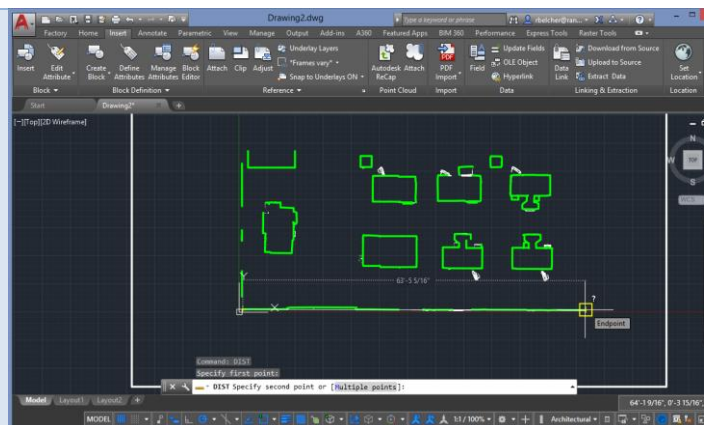 Drawing2.dwg
Type a keyword or phrase
rbelcher@ran...
Factory Home Insert Annotate Parametric View Manage Output Add-ins A360 Featured Apps BIM 360 Performance Express Tools Raster Tools
Insert
Edit Attribute
Create Block
Define Attributes
Manage Attributes
Block Editor
Attach
Clip
Adjust
Underlay Layers
*Frames vary*
Snap to Underlays ON
Autodesk ReCap
Attach
PDF Import
Field
Update Fields
OLE Object
Hyperlink
Data Link
Download from Source
Upload to Source
Extract Data
Set Location
Block Block Definition Reference Point Cloud Import Data Linking & Extraction Location
Start Drawing2*
[-][Top][2D Wireframe]
N
W TOP
S
WCS
Y
X
63'-5 5/16"
?
Endpoint
Command: DIST
Specify first point:
DIST Specify second point or [Multiple points]:
Model Layout1 Layout2 +
64'-1 9/16", 0'-3 13/16"
MODEL 1:1 / 100% Architectural